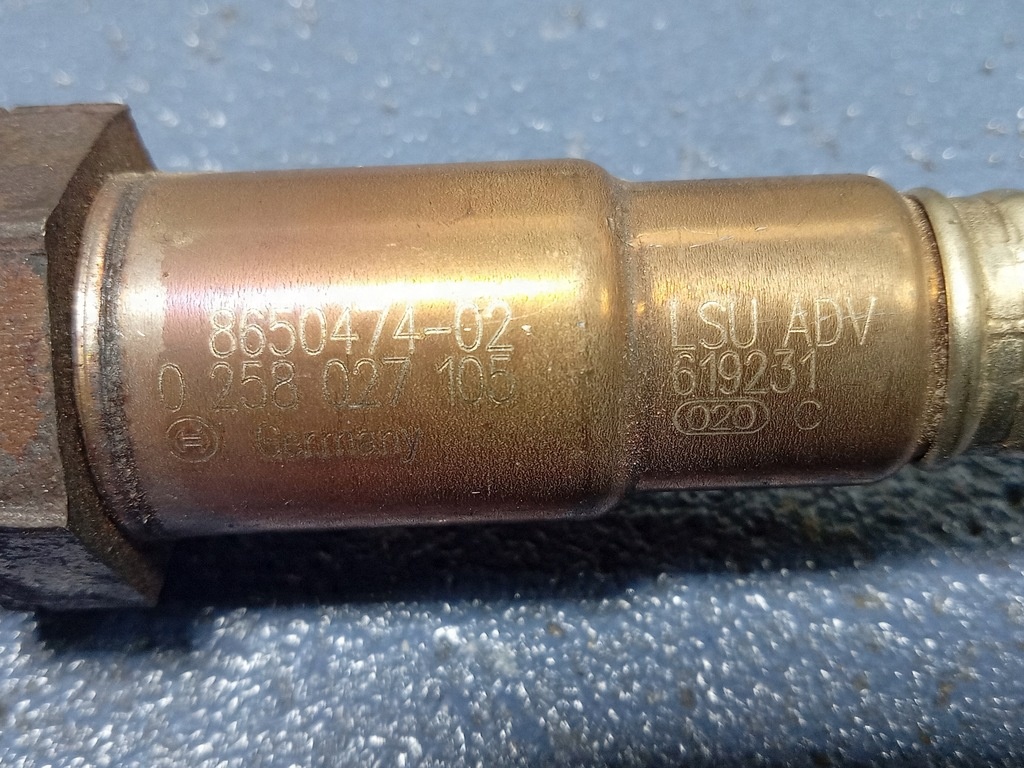 8650474-02
0 258 027 105
Germany
LSU ADV
619231
020 C